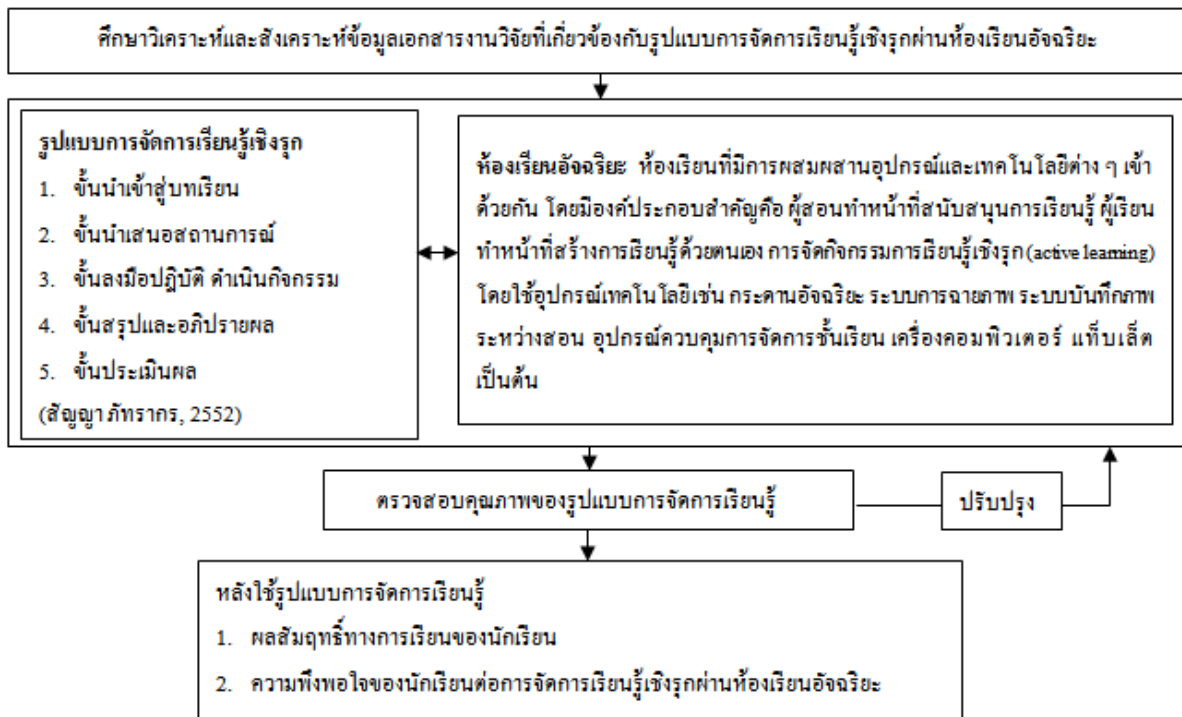 ศึกษาวิเคราะห์และสังเคราะห์ข้อมูลเอกสารงานวิจัยที่เกี่ยวข้องกับรูปแบบการจัดการเรียนรู้เชิงรุกผ่านห้องเรียนอัจฉริยะ
รูปแบบการจัดการเรียนรู้เชิงรุก
1. ขั้นนำเข้าสู่บทเรียน
2. ขั้นนำเสนอสถานการณ์
3. ขั้นลงมือปฏิบัติ ดำเนินกิจกรรม
4. ขั้นสรุปและอภิปรายผล
5. ขั้นประเมินผล
(สัญญา ภัทรากร, 2552)
ห้องเรียนอัจฉริยะ ห้องเรียนที่มีการผสมผสานอุปกรณ์และเทคโนโลยีต่าง ๆ เข้า
ด้วยกัน โดยมีองค์ประกอบสำคัญคือ ผู้สอนทำหน้าที่สนับสนุนการเรียนรู้ ผู้เรียน
ทำหน้าที่สร้างการเรียนรู้ด้วยตนเอง การจัดกิจกรรมการเรียนรู้เชิงรุก (active learning)
โดยใช้อุปกรณ์เทคโนโลยีเช่น กระดานอัจฉริยะ ระบบการฉายภาพ ระบบบันทึกภาพ
ระหว่างสอน อุปกรณ์ควบคุมการจัดการชั้นเรียน เครื่องคอมพิวเตอร์ แท็บเล็ต
เป็นต้น
ตรวจสอบคุณภาพของรูปแบบการจัดการเรียนรู้
ปรับปรุง
หลังใช้รูปแบบการจัดการเรียนรู้
1. ผลสัมฤทธิ์ทางการเรียนของนักเรียน
2. ความพึงพอใจของนักเรียนต่อการจัดการเรียนรู้เชิงรุกผ่านห้องเรียนอัจฉริยะ